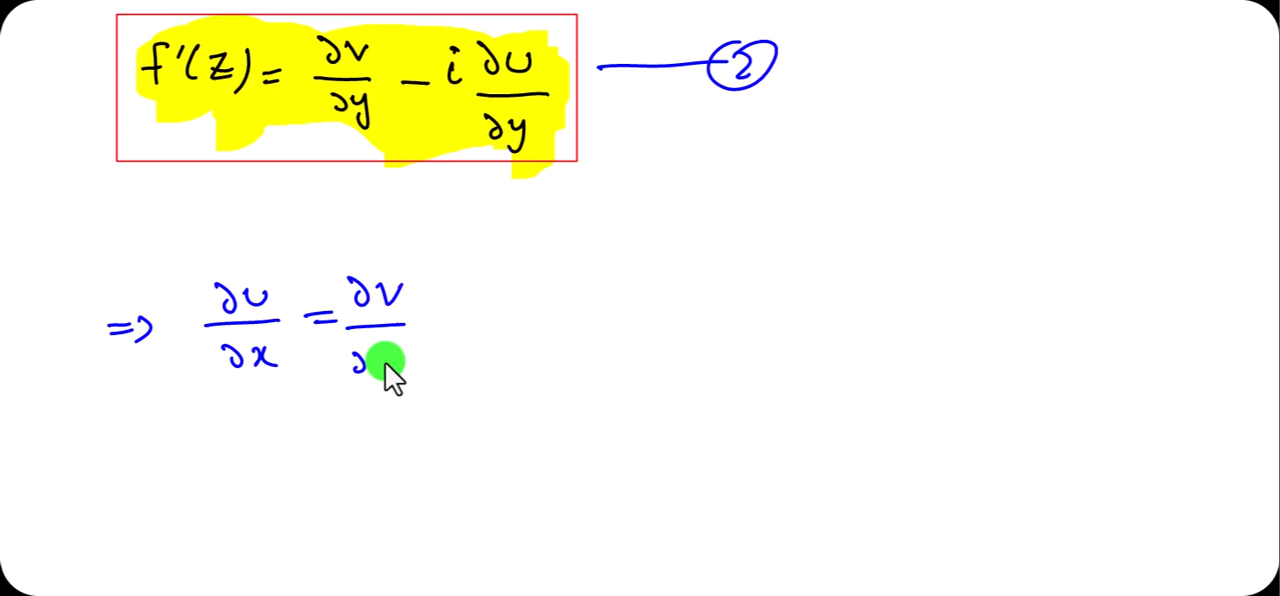 f'(z) = ∂v/∂y - i ∂u/∂y —— ②
=> ∂u/∂x = ∂v/∂